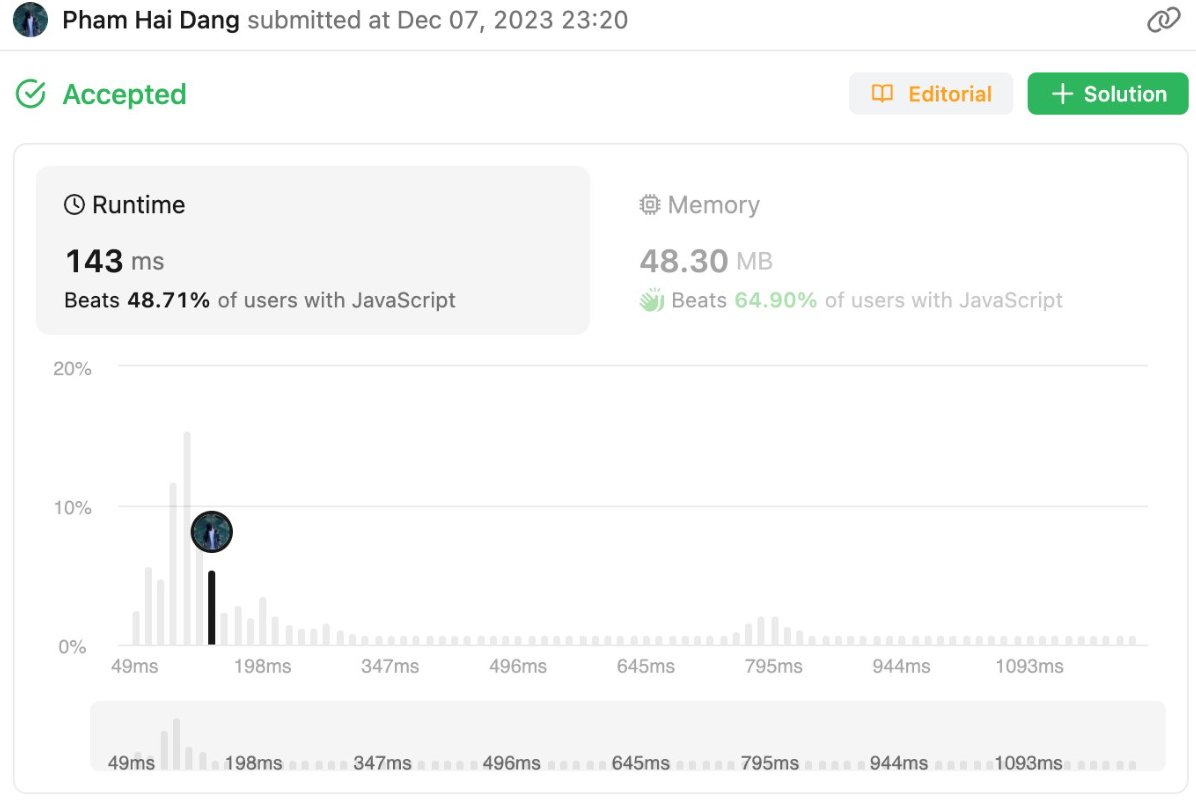 Pham Hai Dang submitted at Dec 07, 2023 23:20
Accepted
Editorial
Solution
Runtime
143 ms
Beats 48.71% of users with JavaScript
Memory
48.30 MB
Beats 64.90% of users with JavaScript
20%
10%
0%
49ms 198ms 347ms 496ms 645ms 795ms 944ms 1093ms
49ms 198ms 347ms 496ms 645ms 795ms 944ms 1093ms